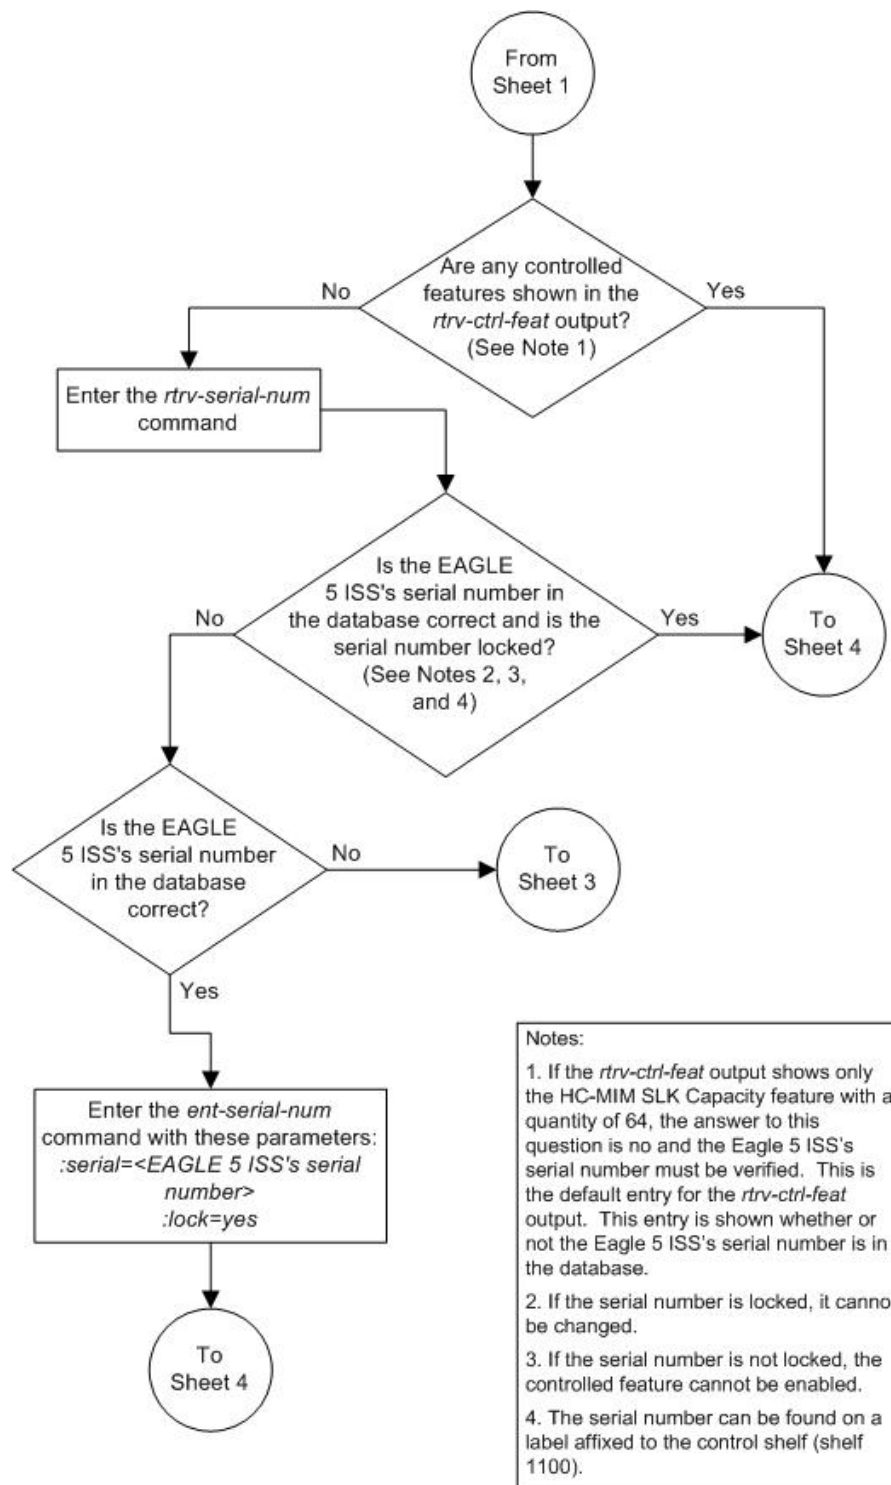 From
Sheet 1
Are any controlled
features shown in the
rtrv-ctrl-feat output?
(See Note 1)
No
Yes
Enter the rtrv-serial-num
command
Is the EAGLE
5 ISS's serial number in
the database correct and is the
serial number locked?
(See Notes 2, 3,
and 4)
No
Yes
To
Sheet 4
Is the EAGLE
5 ISS's serial number
in the database
correct?
No
To
Sheet 3
Yes
Enter the ent-serial-num
command with these parameters:
:serial=<EAGLE 5 ISS's serial
number>
:lock=yes
To
Sheet 4
Notes:
1. If the rtrv-ctrl-feat output shows only
the HC-MIM SLK Capacity feature with a
quantity of 64, the answer to this
question is no and the Eagle 5 ISS's
serial number must be verified.  This is
the default entry for the rtrv-ctrl-feat
output.  This entry is shown whether or
not the Eagle 5 ISS's serial number is in
the database.
2. If the serial number is locked, it canno
be changed.
3. If the serial number is not locked, the
controlled feature cannot be enabled.
4. The serial number can be found on a
label affixed to the control shelf (shelf
1100).